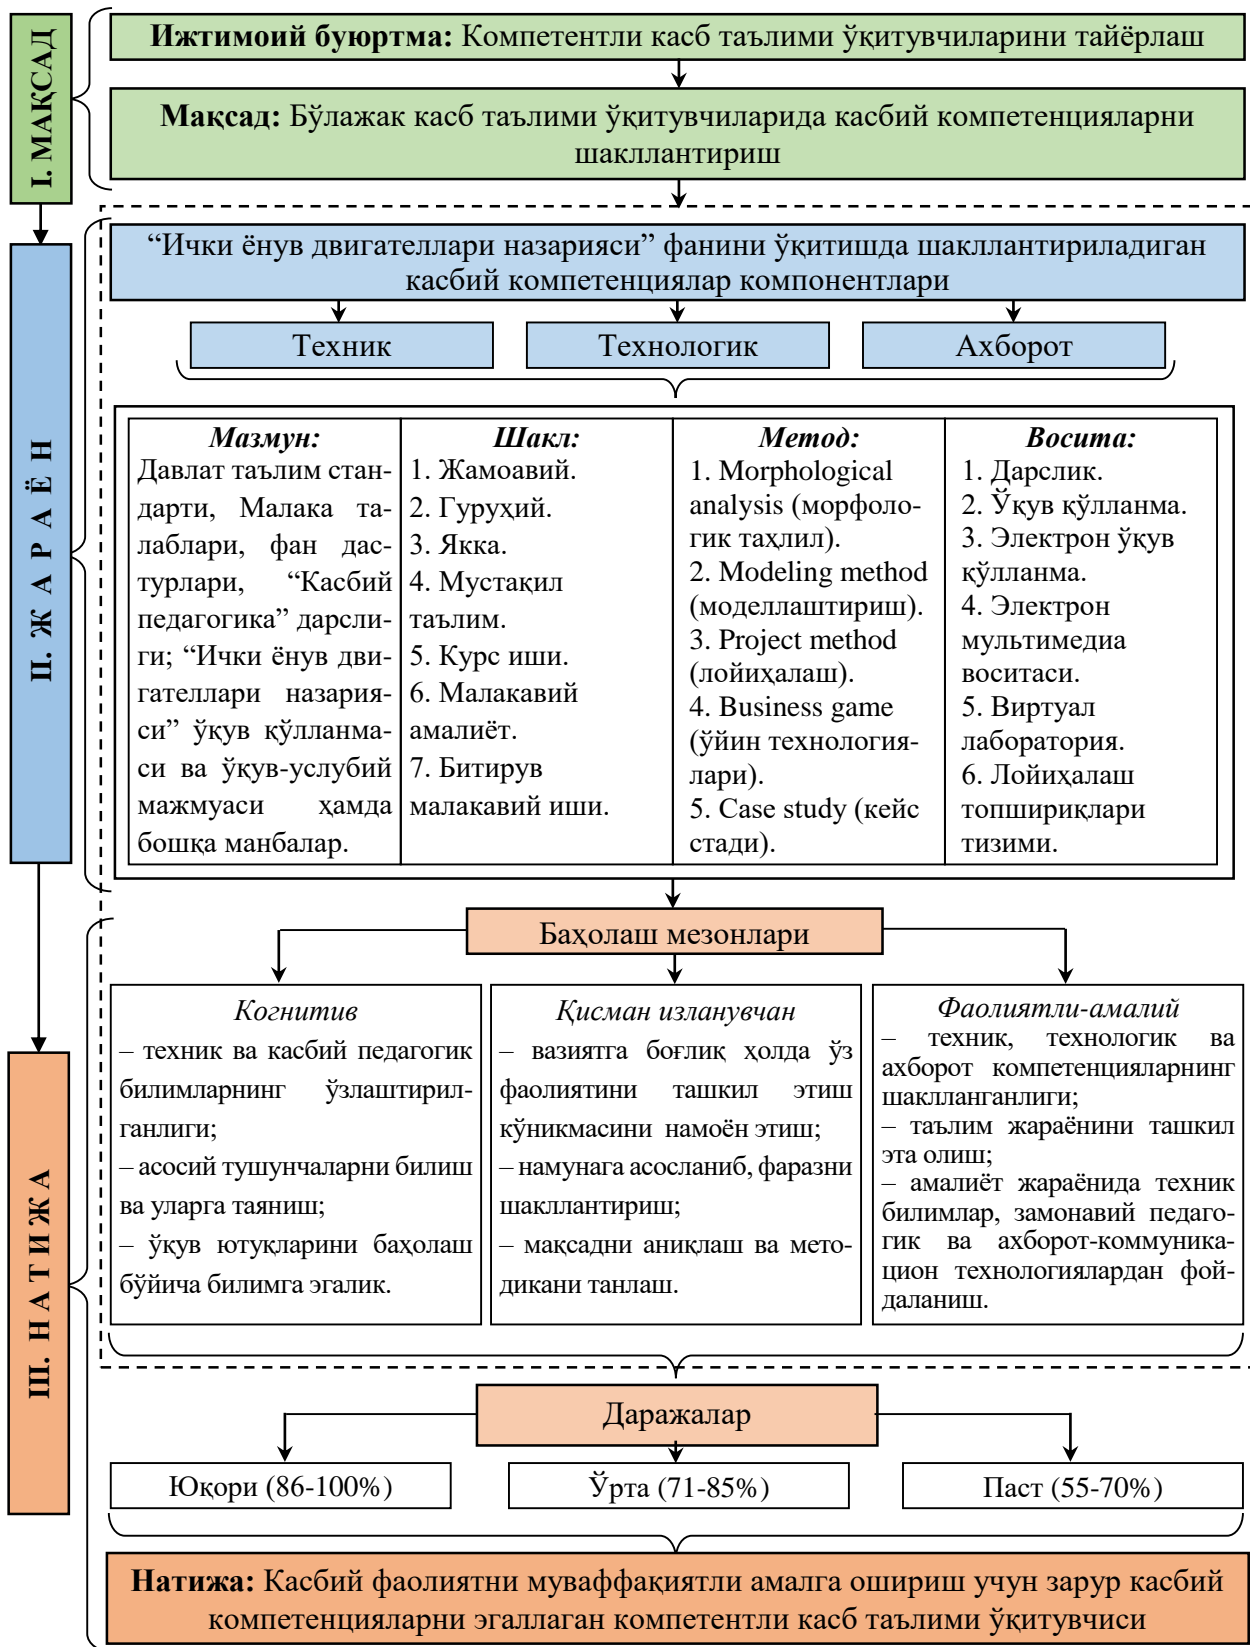 I. МАҚСАД
Ижтимоий буюртма: Компетентли касб таълими ўқитувчиларини тайёрлаш
Мақсад: Бўлажак касб таълими ўқитувчиларида касбий компетенцияларни
шакллантириш
II. Ж А Р А Ё Н
“Ички ёнув двигателлари назарияси” фанини ўқитишда шакллантириладиган
касбий компетенциялар компонентлари
Техник
Технологик
Ахборот
Мазмун:
Давлат таълим стан-
дарти, Малака та-
лаблари, фан дас-
турлари, “Касбий
педагогика” дарсли-
ги; “Ички ёнув дви-
гателлари назария-
си” ўқув қўлланма-
си ва ўқув-услубий
мажмуаси ҳамда
бошқа манбалар.
Шакл:
1. Жамоавий.
2. Гуруҳий.
3. Якка.
4. Мустақил
таълим.
5. Курс иши.
6. Малакавий
амалиёт.
7. Битирув
малакавий иши.
Метод:
1. Morphological
analysis (морфоло-
гик таҳлил).
2. Modeling method
(моделлаштириш).
3. Project method
(лойиҳалаш).
4. Business game
(ўйин технология-
лари).
5. Case study (кейс
стади).
Восита:
1. Дарслик.
2. Ўқув қўлланма.
3. Электрон ўқув
қўлланма.
4. Электрон
мультимедиа
воситаси.
5. Виртуал
лаборатория.
6. Лойиҳалаш
топшириқлари
тизими.
III. Н А Т И Ж А
Баҳолаш мезонлари
Когнитив
– техник ва касбий педагогик
билимларнинг ўзлаштирил-
ганлиги;
– асосий тушунчаларни билиш
ва уларга таяниш;
– ўқув ютуқларини баҳолаш
бўйича билимга эгалик.
Қисман изланувчан
– вазиятга боғлиқ ҳолда ўз
фаолиятини ташкил этиш
кўникмасини намоён этиш;
– намунага асосланиб, фаразни
шакллантириш;
– мақсадни аниқлаш ва мето-
дикани танлаш.
Фаолиятли-амалий
– техник, технологик ва
ахборот компетенцияларнинг
шаклланганлиги;
– таълим жараёнини ташкил
эта олиш;
– амалиёт жараёнида техник
билимлар, замонавий педаго-
гик ва ахборот-коммуника-
цион технологиялардан фой-
даланиш.
Даражалар
Юқори (86-100%)
Ўрта (71-85%)
Паст (55-70%)
Натижа: Касбий фаолиятни муваффақиятли амалга ошириш учун зарур касбий
компетенцияларни эгаллаган компетентли касб таълими ўқитувчиси